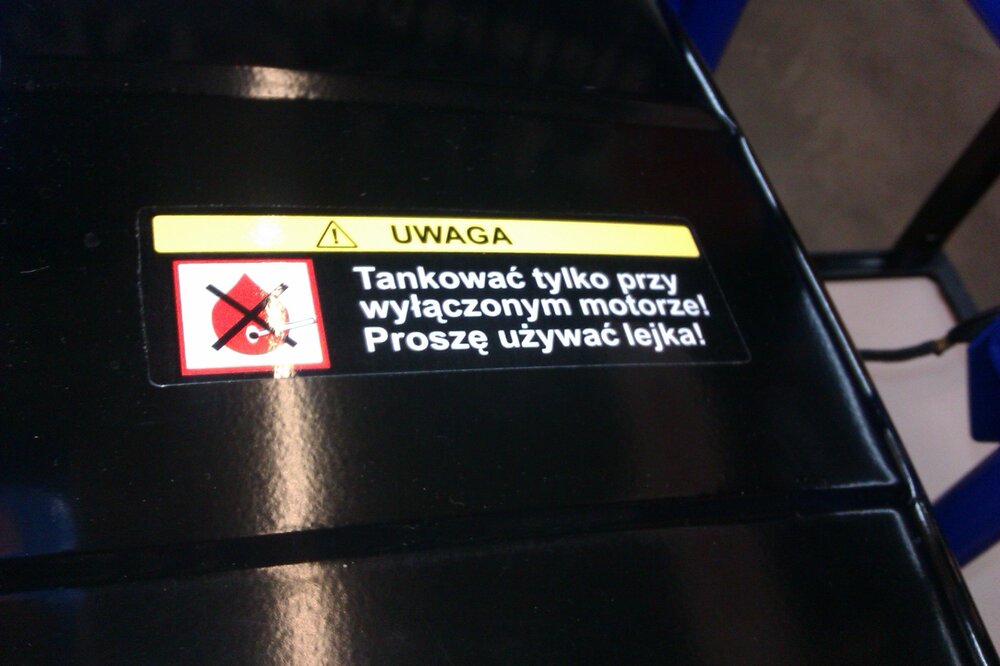 UWAGA
Tankować tylko przy
wyłączonym motorze!
Proszę używać lejka!